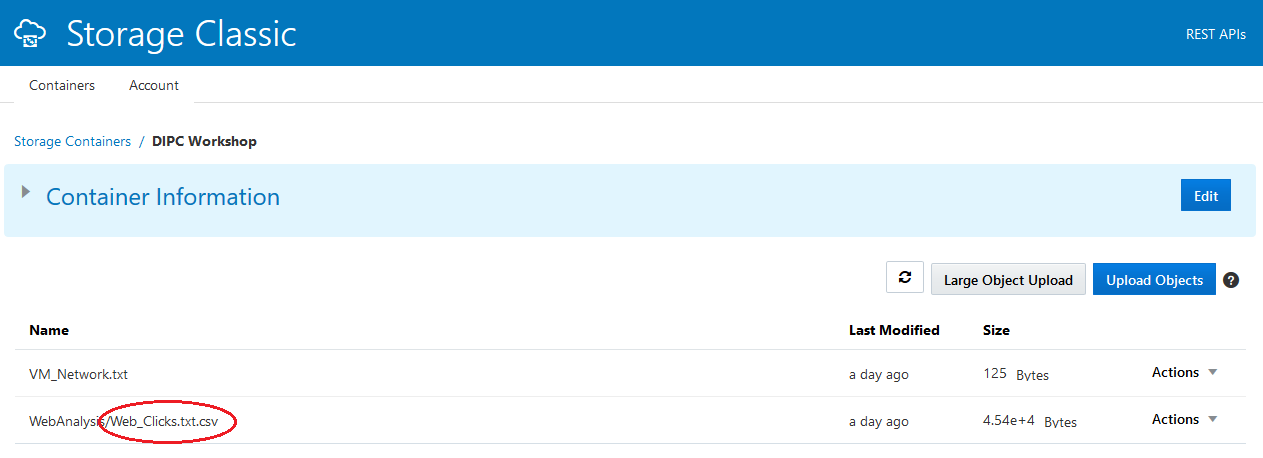 Storage Classic
REST APIs
Containers Account
Storage Containers / DIPC Workshop
Container Information
Edit
Large Object Upload Upload Objects ?
Name Last Modified Size
VM_Network.txt a day ago 125 Bytes Actions
WebAnalysis/Web_Clicks.txt.csv a day ago 4.54e+4 Bytes Actions